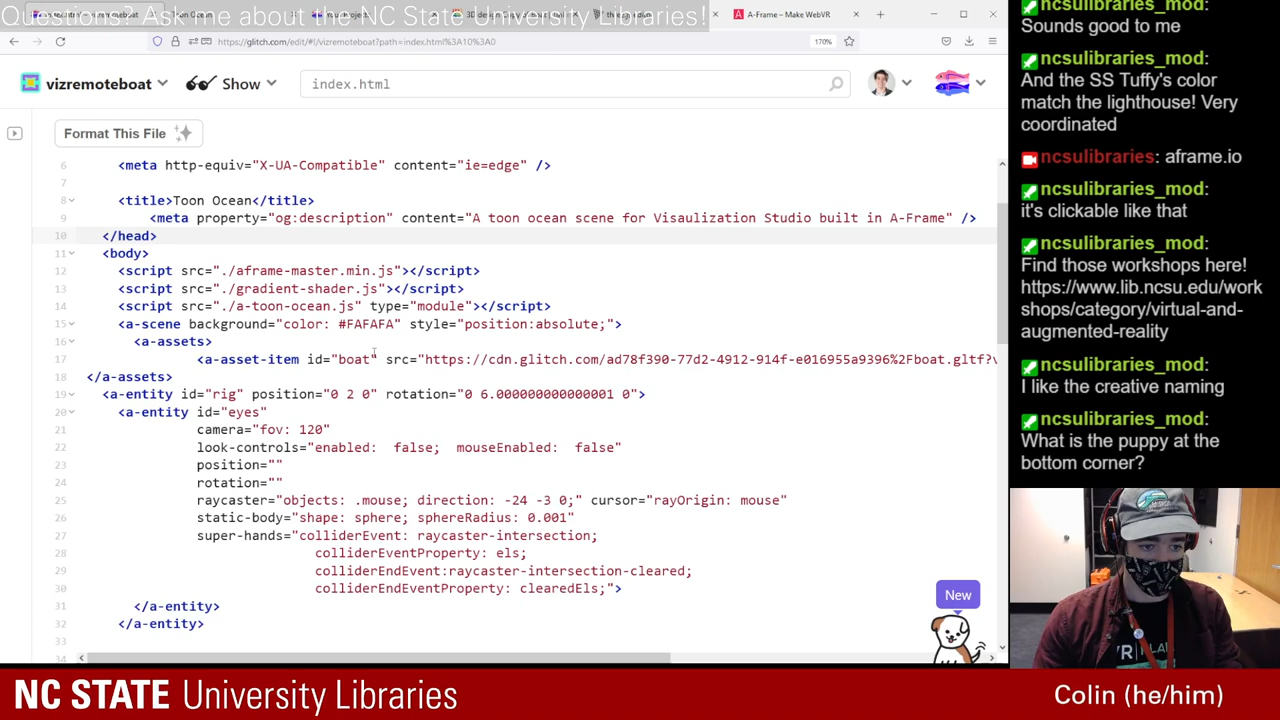 Questions? Ask me about the NC State University Libraries!
A-Frame – Make WebVR
https://glitch.com/edit/#!/vizremoteboat?path=index.html%3A10%3A0
170%
vizremoteboat
Show
index.html
Format This File
6 <meta http-equiv="X-UA-Compatible" content="ie=edge" />
7
8 <title>Toon Ocean</title>
9 <meta property="og:description" content="A toon ocean scene for Visaulization Studio built in A-Frame" />
10 </head>
11 <body>
12 <script src="./aframe-master.min.js"></script>
13 <script src="./gradient-shader.js"></script>
14 <script src="./a-toon-ocean.js" type="module"></script>
15 <a-scene background="color: #FAFAFA" style="position:absolute;">
16 <a-assets>
17 <a-asset-item id="boat" src="https://cdn.glitch.com/ad78f390-77d2-4912-914f-e016955a9396%2Fboat.gltf?v
18 </a-assets>
19 <a-entity id="rig" position="0 2 0" rotation="0 6.000000000000001 0">
20 <a-entity id="eyes"
21 camera="fov: 120"
22 look-controls="enabled: false; mouseEnabled: false"
23 position=""
24 rotation=""
25 raycaster="objects: .mouse; direction: -24 -3 0;" cursor="rayOrigin: mouse"
26 static-body="shape: sphere; sphereRadius: 0.001"
27 super-hands="colliderEvent: raycaster-intersection;
28 colliderEventProperty: els;
29 colliderEndEvent:raycaster-intersection-cleared;
30 colliderEndEventProperty: clearedEls;">
31 </a-entity>
32 </a-entity>
33
34
New
ncsulibraries_mod:
Sounds good to me
ncsulibraries_mod:
And the SS Tuffy's color
match the lighthouse! Very
coordinated
ncsulibraries: aframe.io
ncsulibraries_mod:
it's clickable like that
ncsulibraries_mod:
Find those workshops here!
https://www.lib.ncsu.edu/work
shops/category/virtual-and-
augmented-reality
ncsulibraries_mod:
I like the creative naming
ncsulibraries_mod:
What is the puppy at the
bottom corner?
NC STATE University Libraries
Colin (he/him)